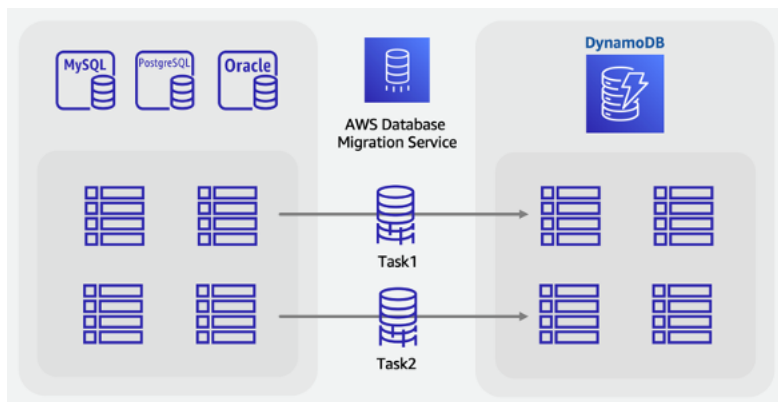 MySQL
PostgreSQL
Oracle
AWS Database
Migration Service
DynamoDB
Task1
Task2